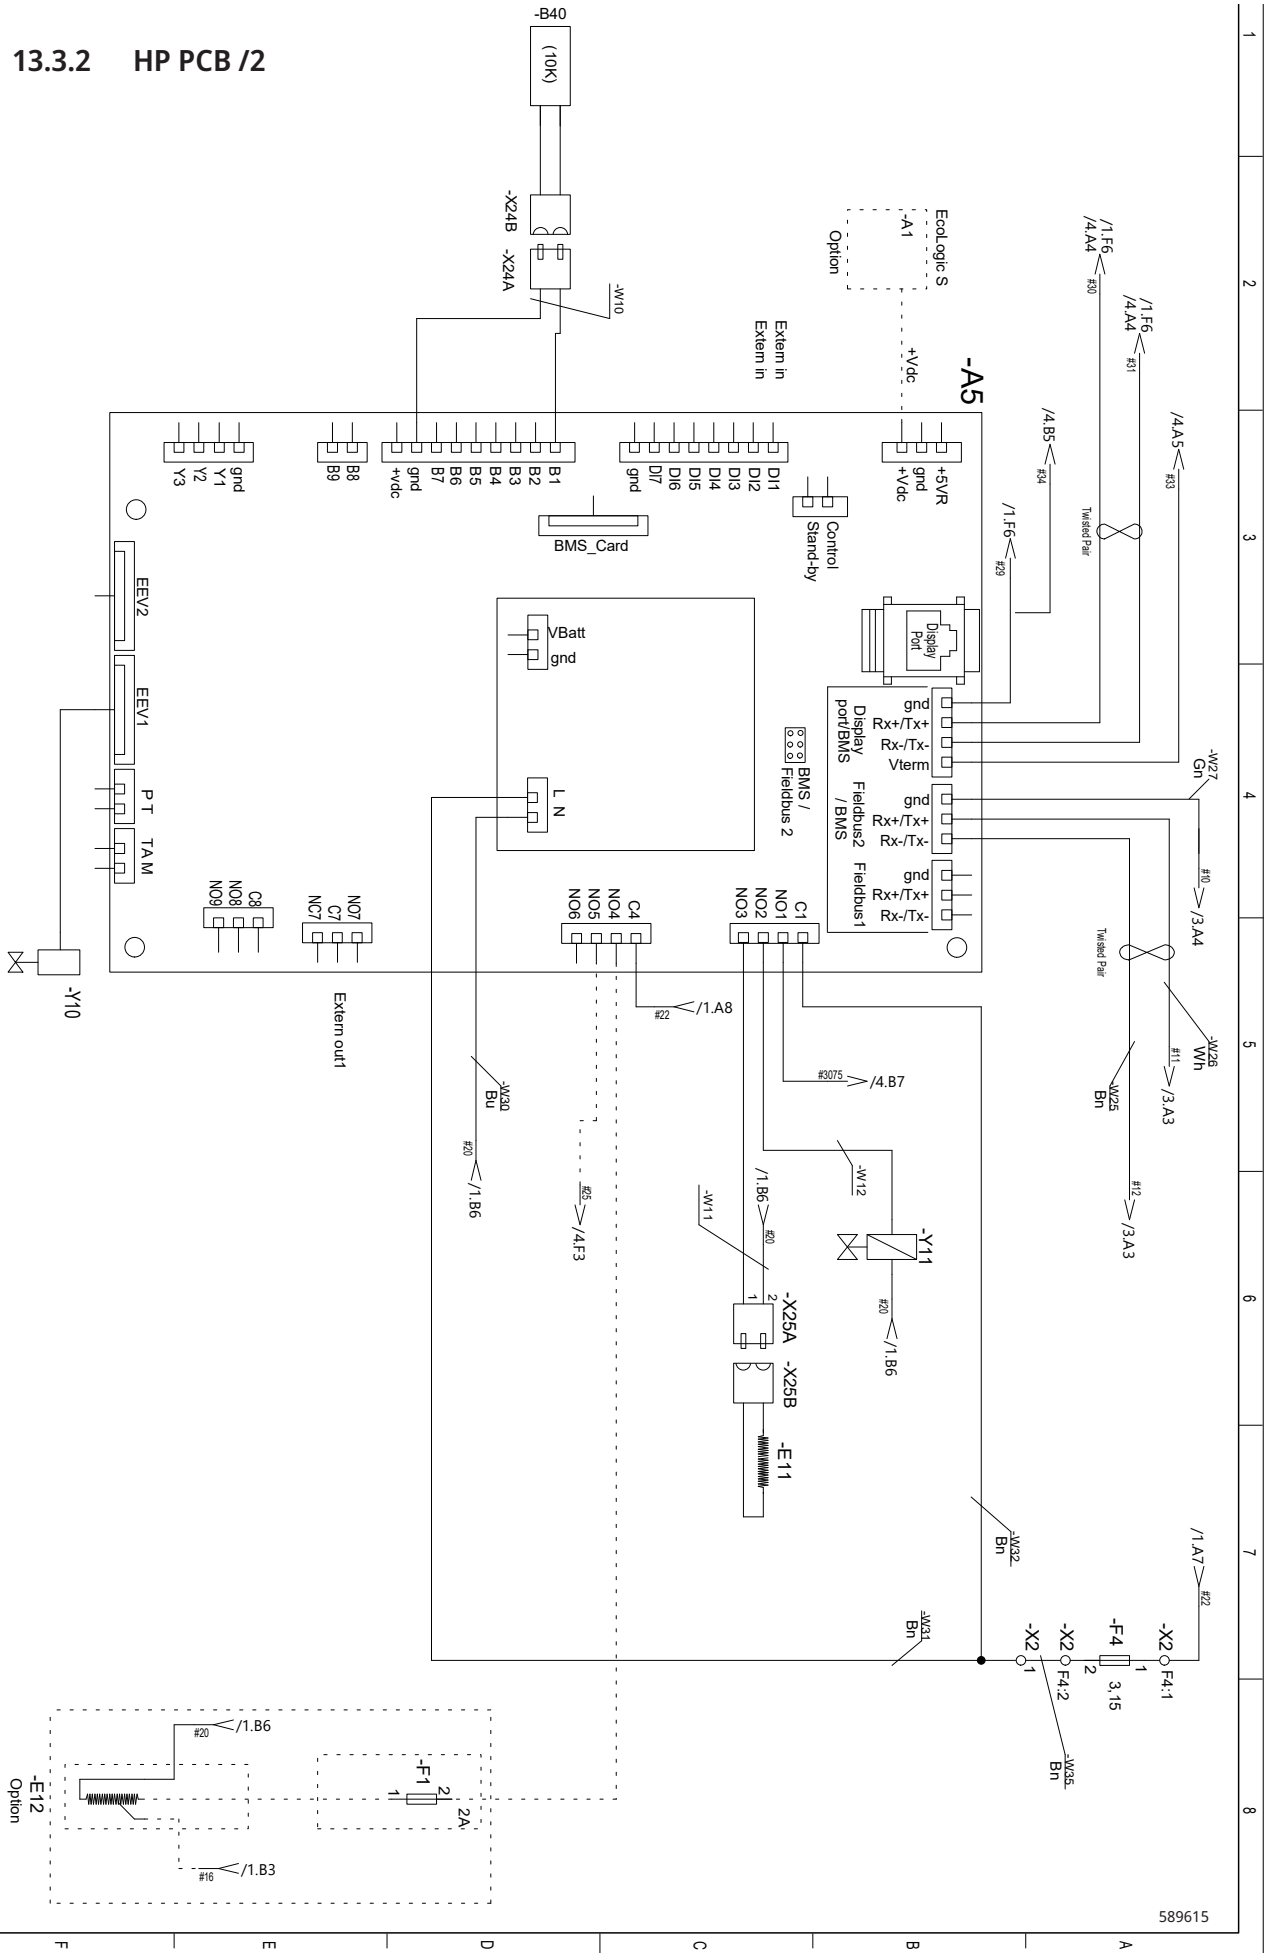 13.3.2 HP PCB /2
-B40
(10K)
-X24B
-X24A
-W10
EcoLogic S
-A1
Option
+Vdc
Extern in
Extern in
/1.F6
/4.A4
#30
/1.F6
/4.A4
#31
/4.A5
#33
/4.B5
#34
/1.F6
#29
Twisted Pair
-A5
Y3
Y2
Y1
gnd
B9
B8
+vdc
gnd
B7
B6
B5
B4
B3
B2
B1
gnd
DI7
DI6
DI5
DI4
DI3
DI2
DI1
+Vdc
gnd
+5VR
BMS_Card
Control
Stand-by
Display
Port
VBatt
gnd
L N
BMS /
Fieldbus 2
gnd
Rx+/Tx+
Rx-/Tx-
Vterm
Display
port/BMS
gnd
Rx+/Tx+
Rx-/Tx-
Fieldbus2
/ BMS
gnd
Rx+/Tx+
Rx-/Tx-
Fieldbus1
EEV2
EEV1
P T
TA M
NO9
NO8
C8
NC7
C7
NO7
NO6
NO5
NO4
C4
NO3
NO2
NO1
C1
-Y10
Extern out1
-W27
Gn
#10
/3.A4
Twisted Pair
-W26
Wh
#11
/3.A3
-W25
Bn
#12
/3.A3
#22
/1.A8
#3075
/4.B7
-W30
Bu
#20
/1.B6
#25
/4.F3
-W11
/1.B6
#20
-W12
-Y11
#20
/1.B6
1
2
-X25A
-X25B
-E11
-W32
Bn
-W31
Bn
/1.A7
#22
-X2
1
-X2
F4:2
-F4
2
1
3,15
-X2
F4:1
-W35
Bn
/1.B6
#20
-F1
1
2
2A
-E12
Option
#16
/1.B3
589615
1
2
3
4
5
6
7
8
F
E
D
C
B
A